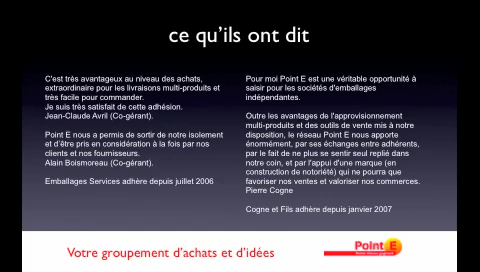 ce qu'ils ont dit
C'est très avantageux au niveau des achats,
extraordinaire pour les livraisons multi-produits et
très facile pour commander.
Je suis très satisfait de cette adhésion.
Jean-Claude Avril (Co-gérant).
Point E nous a permis de sortir de notre isolement
et d'être pris en considération à la fois par nos
clients et nos fournisseurs.
Alain Boismoreau (Co-gérant).
Emballages Services adhère depuis juillet 2006
Pour moi Point E est une véritable opportunité à
saisir pour les sociétés d'emballages
indépendantes.
Outre les avantages de l'approvisionnement
multi-produits et des outils de vente mis à notre
disposition, le réseau Point E nous apporte
énormément, par ses échanges entre adhérents,
par le fait de ne plus se sentir seul replié dans
notre coin, et par l'appui d'une marque (en
construction de notoriété) qui ne pourra que
favoriser nos ventes et valoriser nos commerces.
Pierre Cogne
Cogne et Fils adhère depuis janvier 2007
Votre groupement d'achats et d'idées
Point E